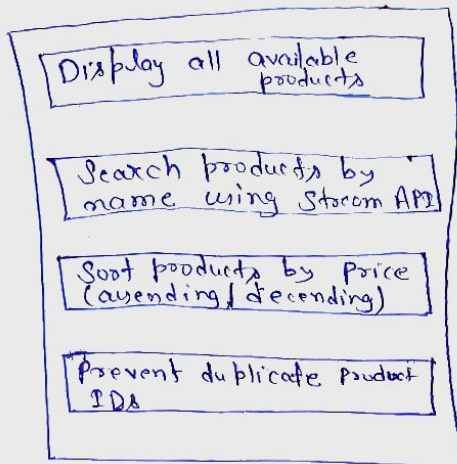 Display all available
products
Search products by
name using Stream API
Sort products by Price
(asending/decending)
Prevent duplicate Product
IDs